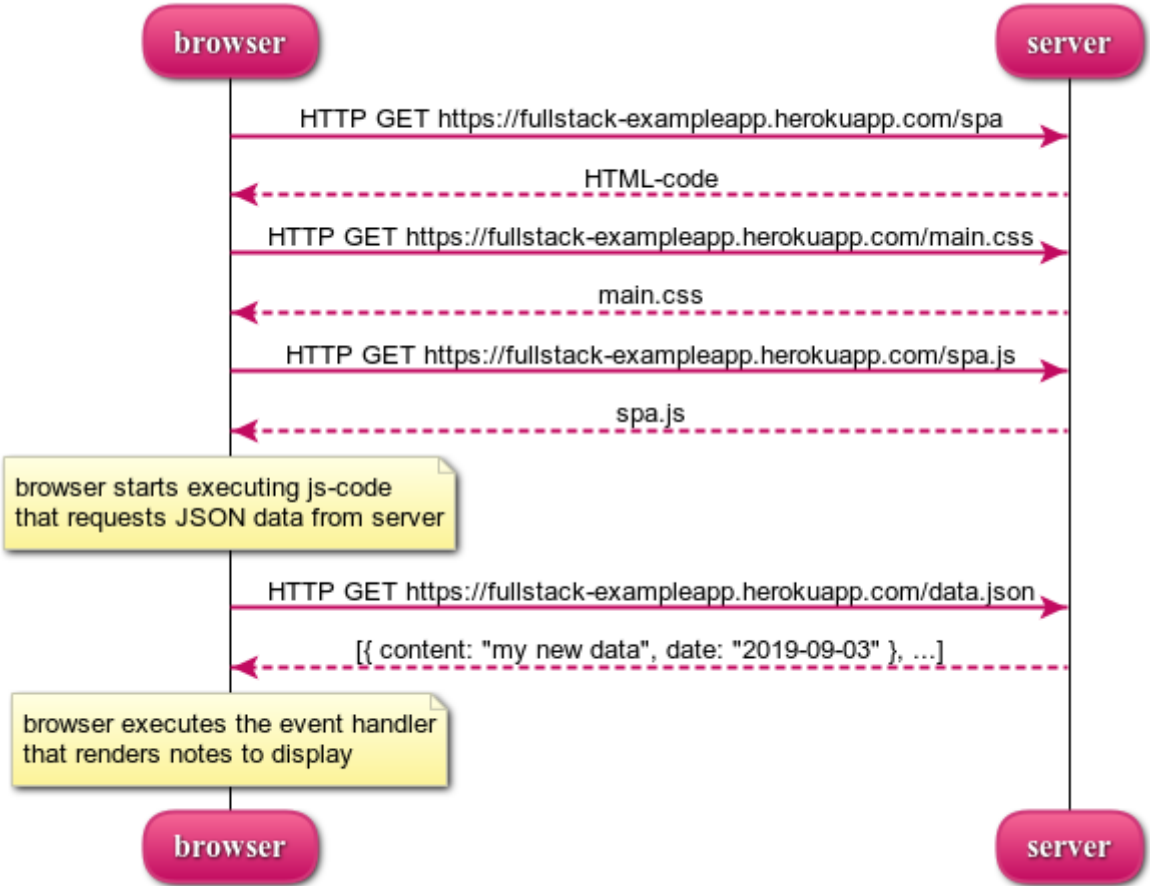 browser
server
HTTP GET https://fullstack-exampleapp.herokuapp.com/spa
HTML-code
HTTP GET https://fullstack-exampleapp.herokuapp.com/main.css
main.css
HTTP GET https://fullstack-exampleapp.herokuapp.com/spa.js
spa.js
browser starts executing js-code
that requests JSON data from server
HTTP GET https://fullstack-exampleapp.herokuapp.com/data.json
[{ content: "my new data", date: "2019-09-03" }, ...]
browser executes the event handler
that renders notes to display
browser
server